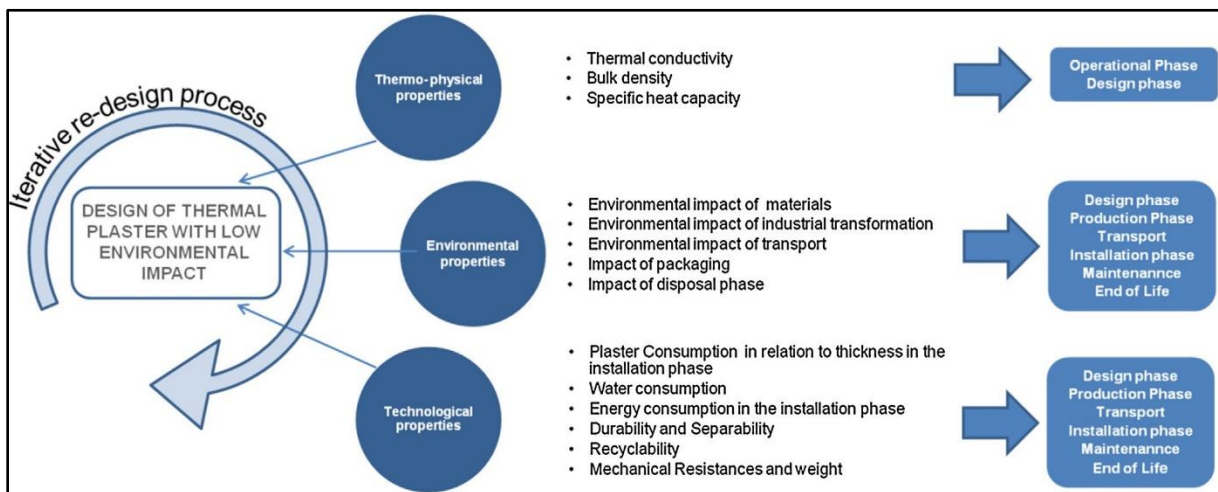 Iterative re-design process
DESIGN OF THERMAL
PLASTER WITH LOW
ENVIRONMENTAL
IMPACT
Thermo-physical
properties
• Thermal conductivity
• Bulk density
• Specific heat capacity
Operational Phase
Design phase
Environmental
properties
• Environmental impact of materials
• Environmental impact of industrial transformation
• Environmental impact of transport
• Impact of packaging
• Impact of disposal phase
Design phase
Production Phase
Transport
Installation phase
Maintenannce
End of Life
Technological
properties
• Plaster Consumption in relation to thickness in the
installation phase
• Water consumption
• Energy consumption in the installation phase
• Durability and Separability
• Recyclability
• Mechanical Resistances and weight
Design phase
Production Phase
Transport
Installation phase
Maintenannce
End of Life